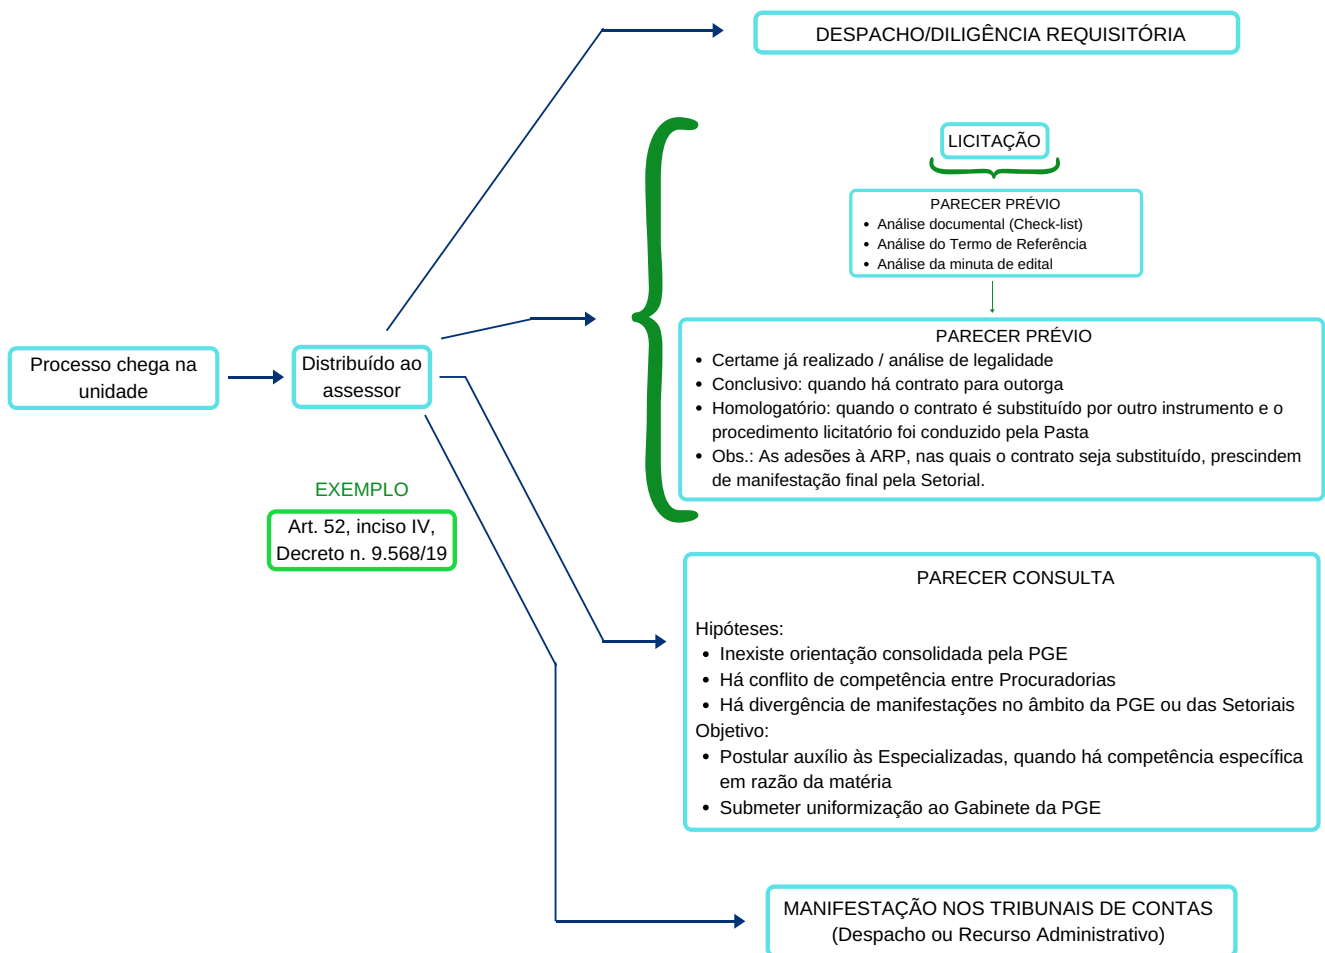 DESPACHO/DILIGÊNCIA REQUISITÓRIA
LICITAÇÃO
PARECER PRÉVIO
• Análise documental (Check-list)
• Análise do Termo de Referência
• Análise da minuta de edital
Processo chega na
unidade
Distribuído ao
assessor
PARECER PRÉVIO
• Certame já realizado / análise de legalidade
• Conclusivo: quando há contrato para outorga
• Homologatório: quando o contrato é substituído por outro instrumento e o
procedimento licitatório foi conduzido pela Pasta
• Obs.: As adesões à ARP, nas quais o contrato seja substituído, prescindem
de manifestação final pela Setorial.
EXEMPLO
Art. 52, inciso IV,
Decreto n. 9.568/19
PARECER CONSULTA
Hipóteses:
• Inexiste orientação consolidada pela PGE
• Há conflito de competência entre Procuradorias
• Há divergência de manifestações no âmbito da PGE ou das Setoriais
Objetivo:
• Postular auxílio às Especializadas, quando há competência específica
em razão da matéria
• Submeter uniformização ao Gabinete da PGE
MANIFESTAÇÃO NOS TRIBUNAIS DE CONTAS
(Despacho ou Recurso Administrativo)